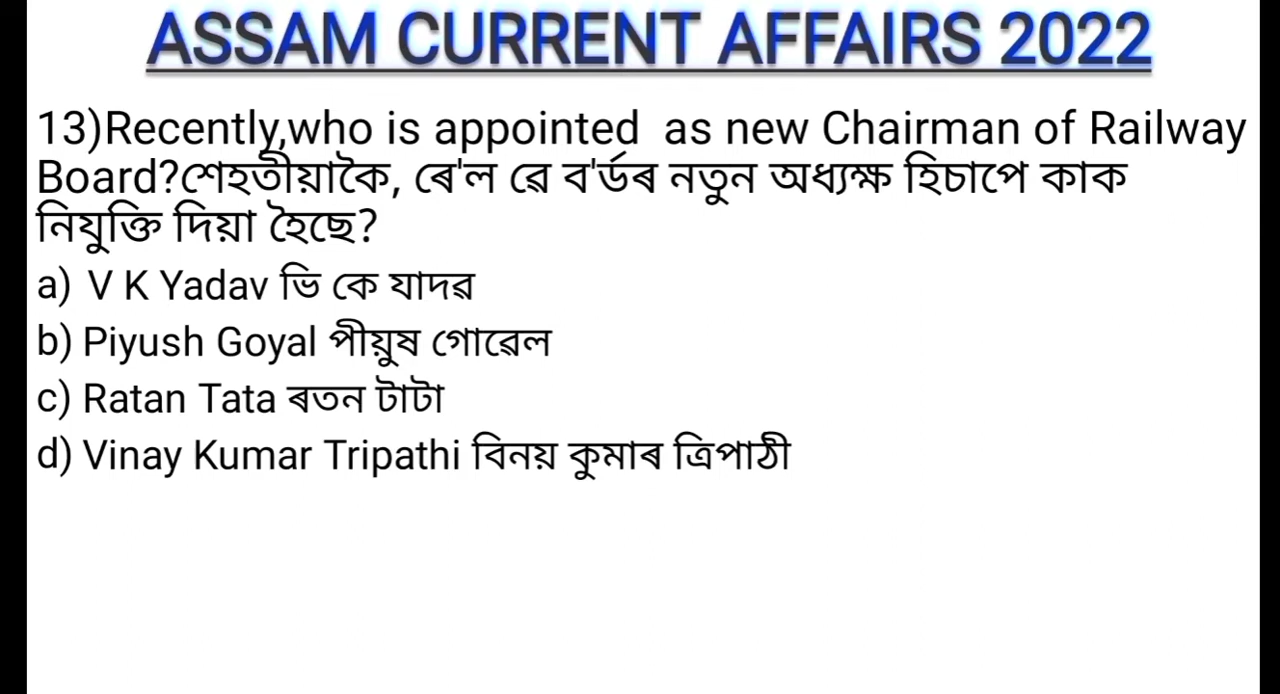 ASSAM CURRENT AFFAIRS 2022
13)Recently,who is appointed as new Chairman of Railway
Board?শেহতীয়াকৈ, ৰে'ল ৱে ব'ৰ্ডৰ নতুন অধ্যক্ষ হিচাপে কাক
নিযুক্তি দিয়া হৈছে?
a) V K Yadav ভি কে যাদৱ
b) Piyush Goyal পীয়ুষ গোৱেল
c) Ratan Tata ৰতন টাটা
d) Vinay Kumar Tripathi বিনয় কুমাৰ ত্ৰিপাঠী